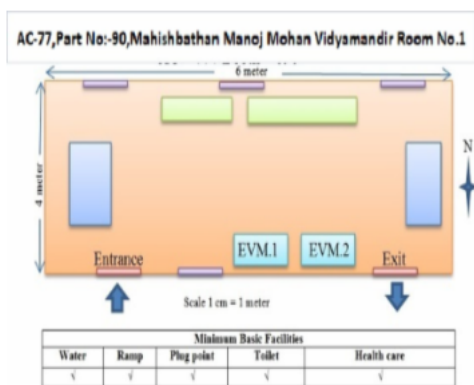 AC-77,Part No:-90,Mahishbathan Manoj Mohan Vidyamandir Room No.1
6 meter
4 meter
N
EVM.1 EVM.2
Entrance Exit
Scale 1 cm = 1 meter
Minimum Basic Facilities
Water Ramp Plug point Toilet Health care
√ √ √ √ √